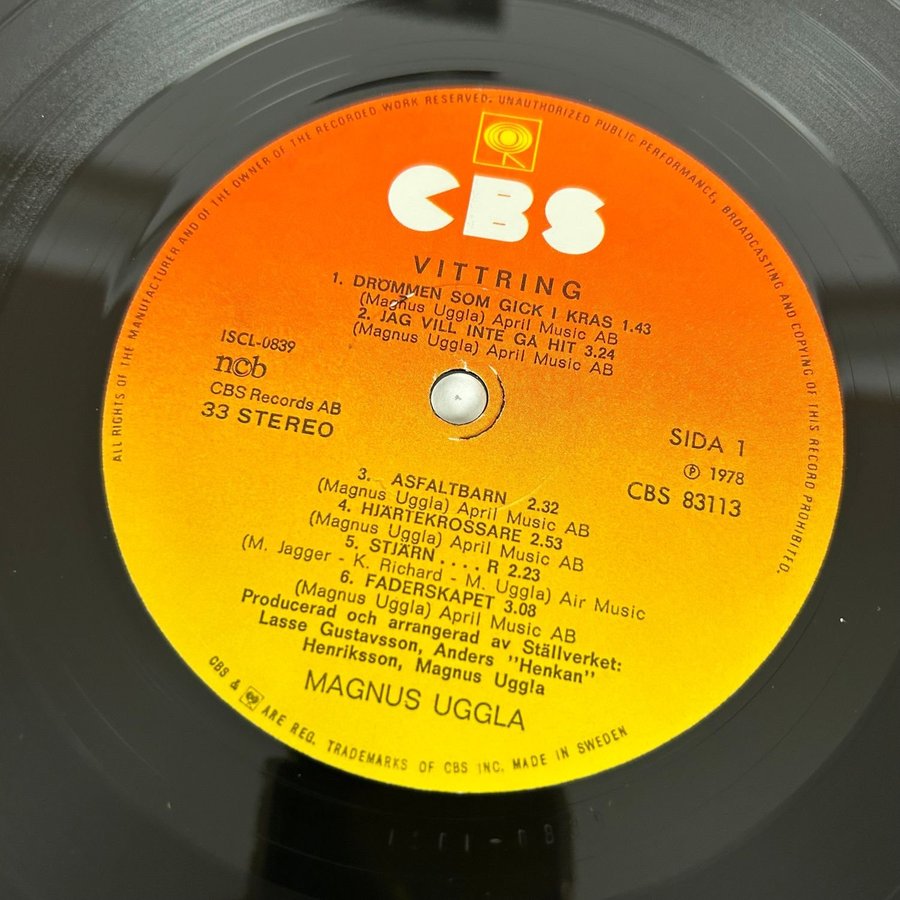 ALL RIGHTS OF THE MANUFACTURER AND OF THE OWNER OF THE RECORDED WORK RESERVED. UNAUTHORIZED PUBLIC PERFORMANCE, BROADCASTING AND COPYING OF THIS RECORD PROHIBITED.
CBS
VITTRING
1. DRÖMMEN SOM GICK I KRAS 1.43
(Magnus Uggla) April Music AB
2. JAG VILL INTE GÅ HIT 3.24
(Magnus Uggla) April Music AB
ISCL-0839
ncb
CBS Records AB
33 STEREO
SIDA 1
℗ 1978
CBS 83113
3. ASFALTBARN 2.32
(Magnus Uggla) April Music AB
4. HJÄRTEKROSSARE 2.53
(Magnus Uggla) April Music AB
5. STJÄRN .... R 2.23
(M. Jagger - K. Richard - M. Uggla) Air Music
6. FADERSKAPET 3.08
(Magnus Uggla) April Music AB
Producerad och arrangerad av Ställverket:
Lasse Gustavsson, Anders "Henkan"
Henriksson, Magnus Uggla
MAGNUS UGGLA
CBS & ARE REG. TRADEMARKS OF CBS INC. MADE IN SWEDEN